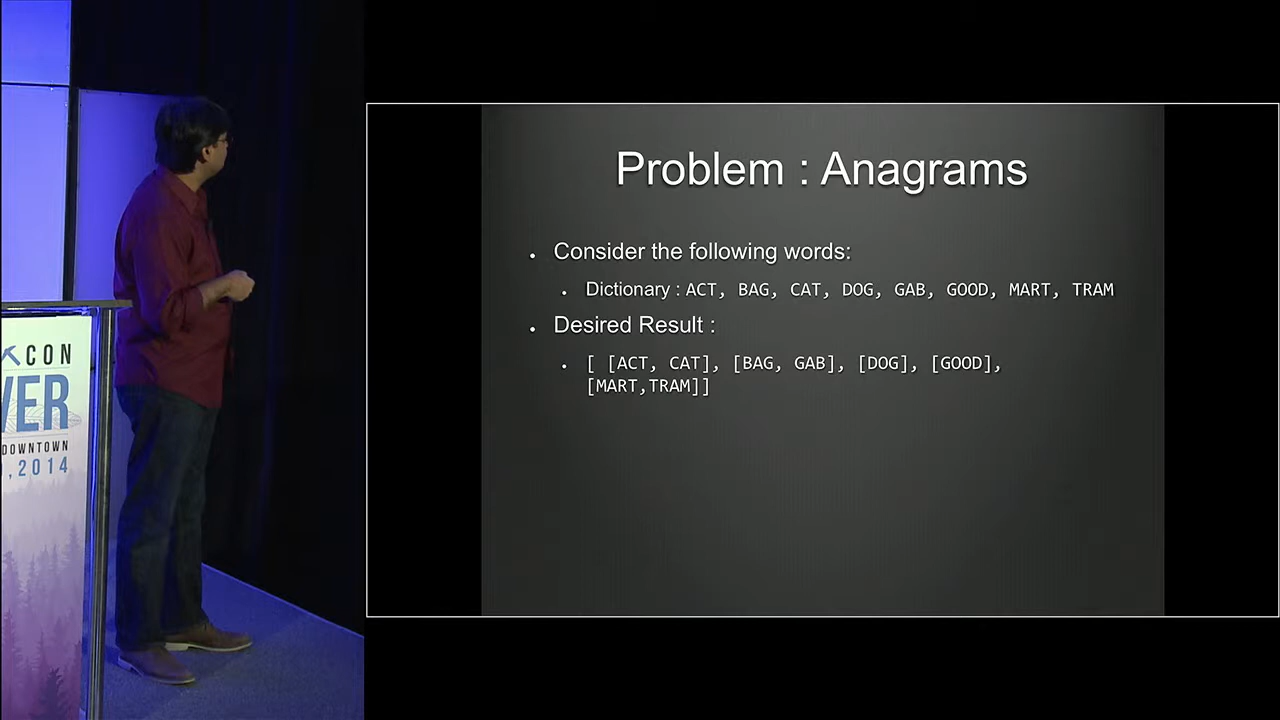 CON
VER
DOWNTOWN
,2014
Problem : Anagrams
Consider the following words:
Dictionary : ACT, BAG, CAT, DOG, GAB, GOOD, MART, TRAM
Desired Result :
[ [ACT, CAT], [BAG, GAB], [DOG], [GOOD],
[MART,TRAM]]